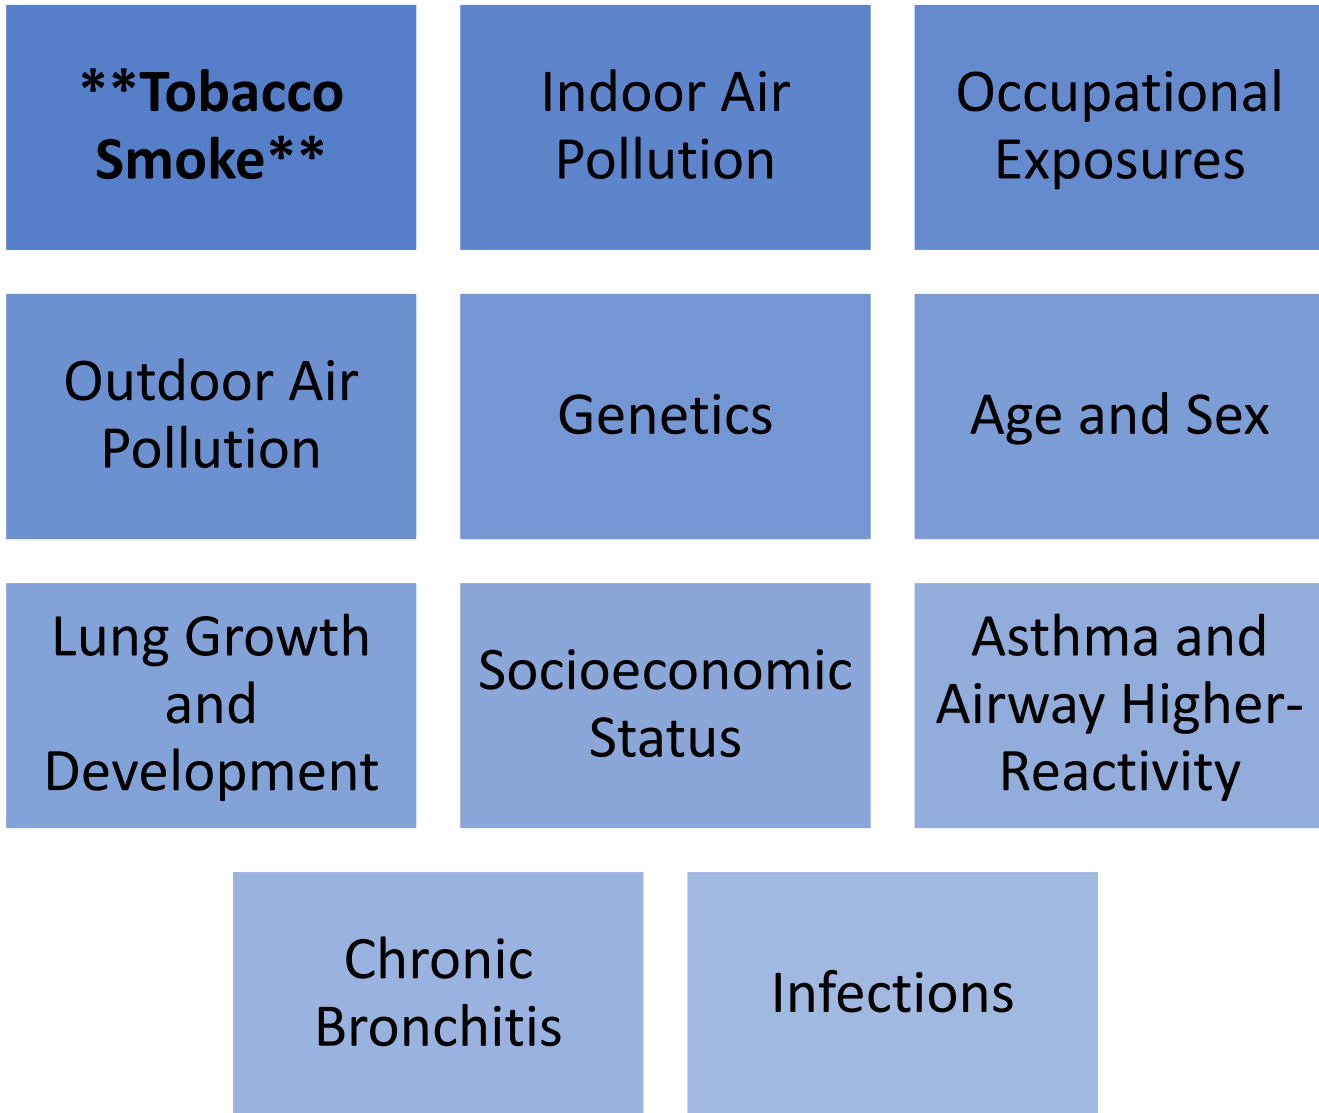 **Tobacco
Smoke**
Indoor Air
Pollution
Occupational
Exposures
Outdoor Air
Pollution
Genetics
Age and Sex
Lung Growth
and
Development
Socioeconomic
Status
Asthma and
Airway Higher-
Reactivity
Chronic
Bronchitis
Infections